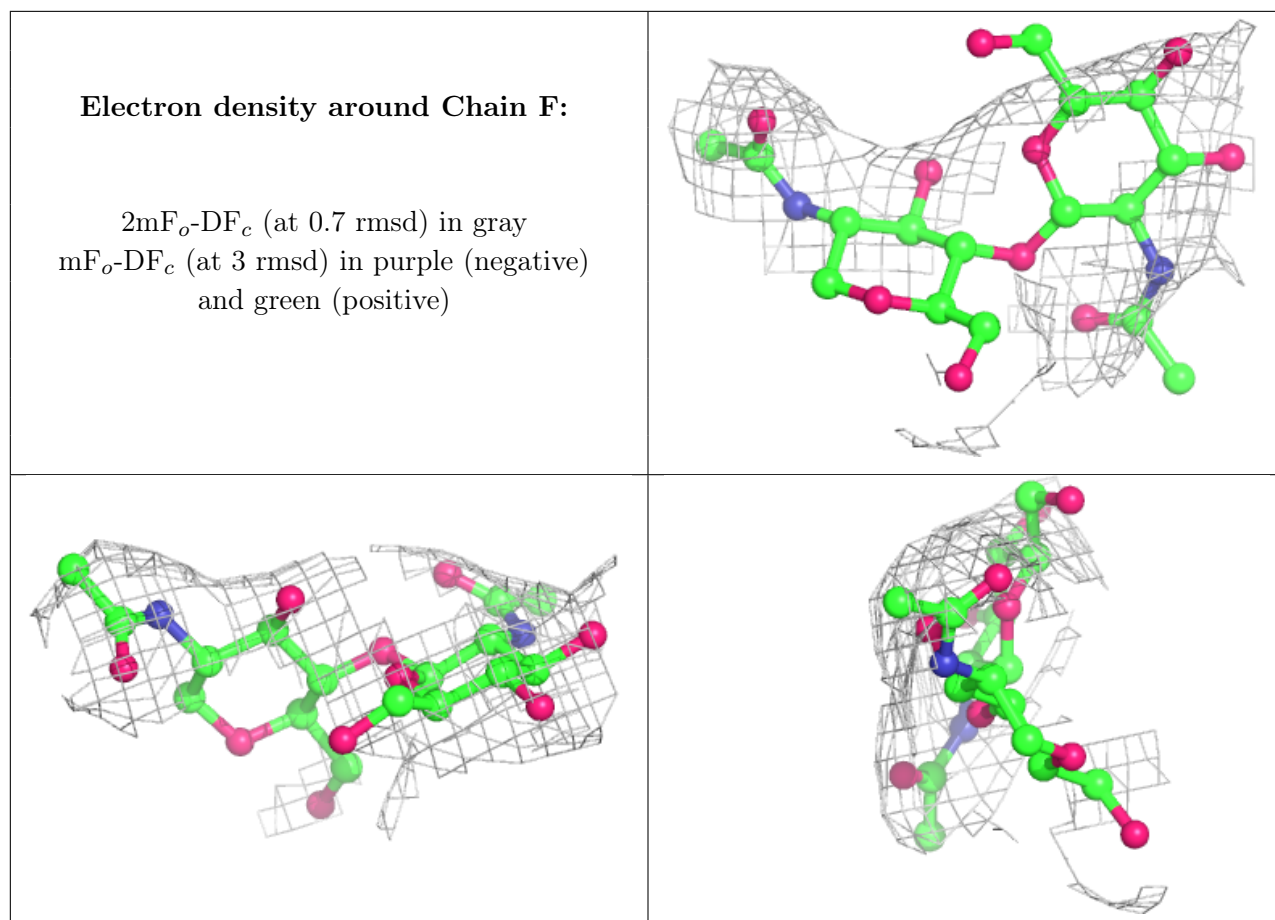 Electron density around Chain F:
2mFo-DFc (at 0.7 rmsd) in gray
mFo-DFc (at 3 rmsd) in purple (negative)
and green (positive)